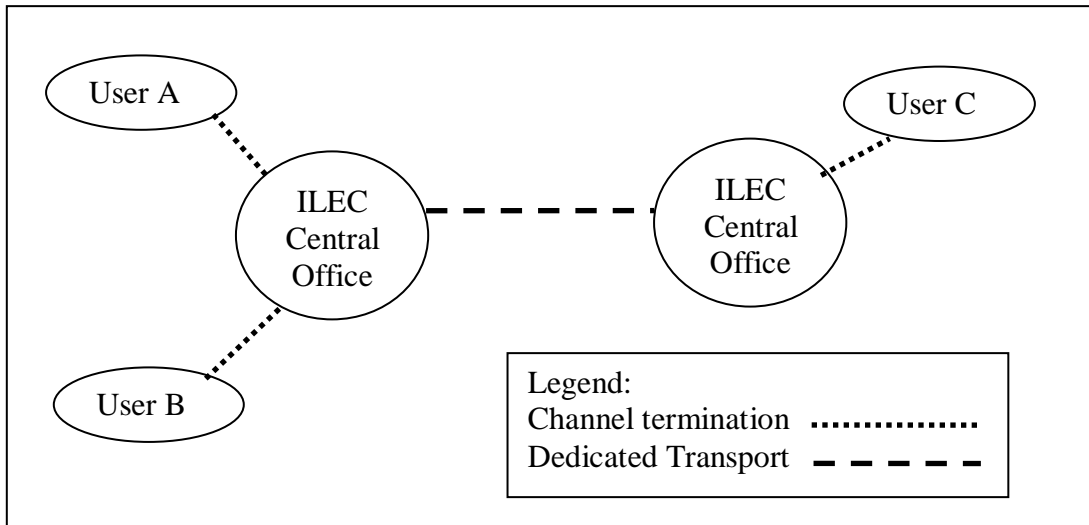 User A
User C
ILEC
Central
Office
ILEC
Central
Office
User B
Legend:
Channel termination
Dedicated Transport